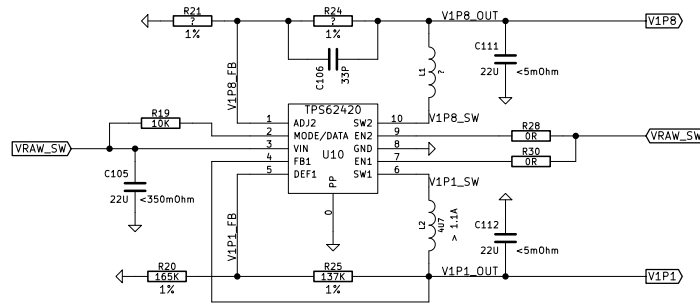 R21
?
1%
R24
?
1%
V1P8_OUT
V1P8
C106
33P
V1P8_FB
L1
?
C111
22U <5mOhm
TPS62420
U10
1 ADJ2
2 MODE/DATA
3 VIN
4 FB1
5 DEF1
10 SW2
9 EN2
8 GND
7 EN1
6 SW1
PP
0
V1P8_SW
R19
10K
VRAW_SW
C105
22U <350mOhm
R28
0R
R30
0R
VRAW_SW
V1P1_SW
V1P1_FB
L2
4U7
> 1.1A
C112
22U <5mOhm
R20
165K
1%
R25
137K
1%
V1P1_OUT
V1P1